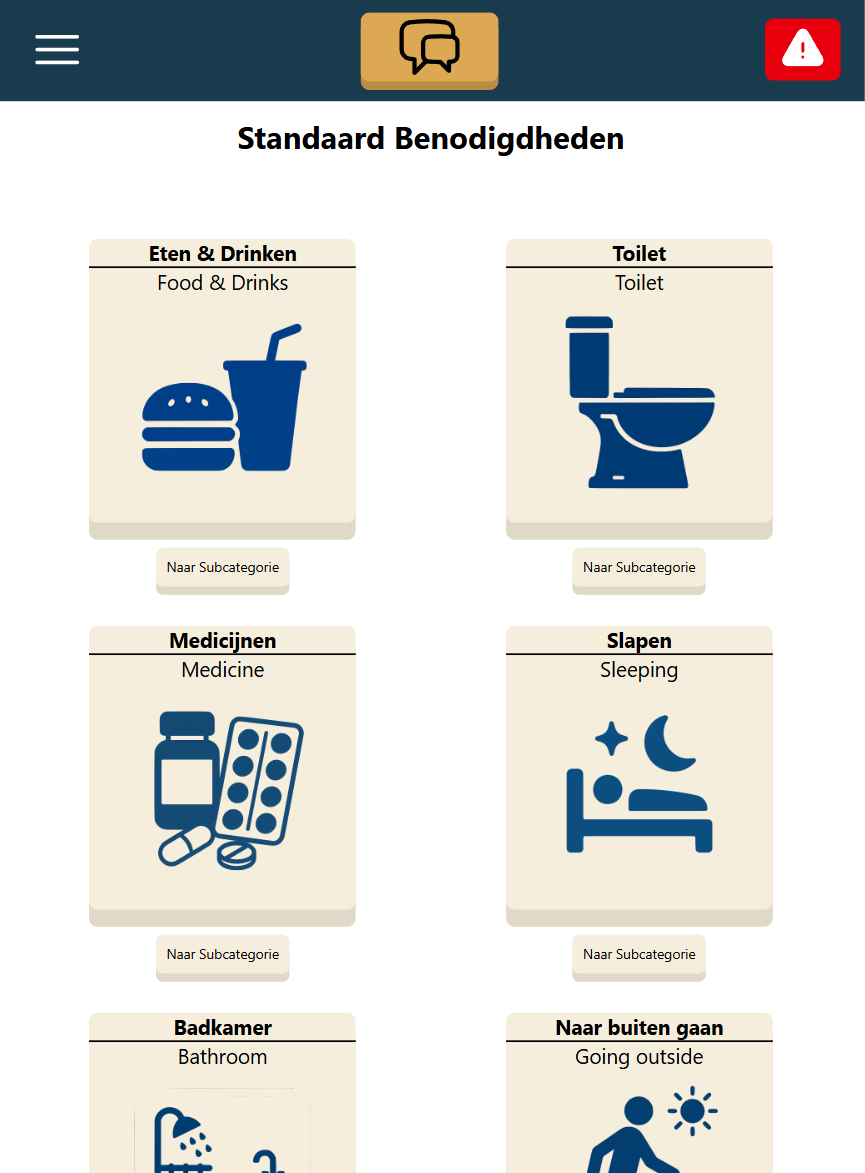 Standaard Benodigdheden
Eten & Drinken
Food & Drinks
Naar Subcategorie
Toilet
Toilet
Naar Subcategorie
Medicijnen
Medicine
Naar Subcategorie
Slapen
Sleeping
Naar Subcategorie
Badkamer
Bathroom
Naar buiten gaan
Going outside